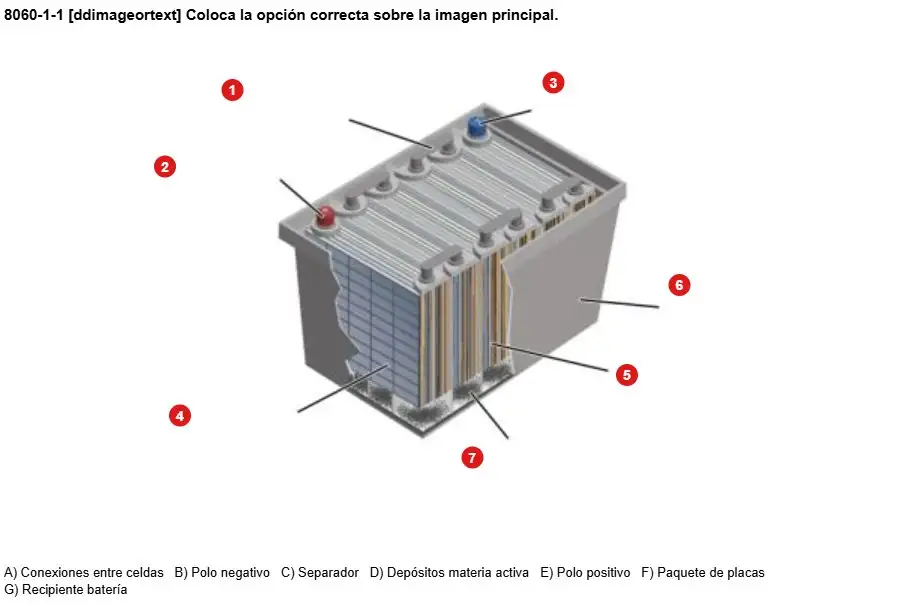 8060-1-1 [ddimageortext] Coloca la opción correcta sobre la imagen principal.
1
3
2
6
5
4
7
A) Conexiones entre celdas B) Polo negativo C) Separador D) Depósitos materia activa E) Polo positivo F) Paquete de placas
G) Recipiente batería